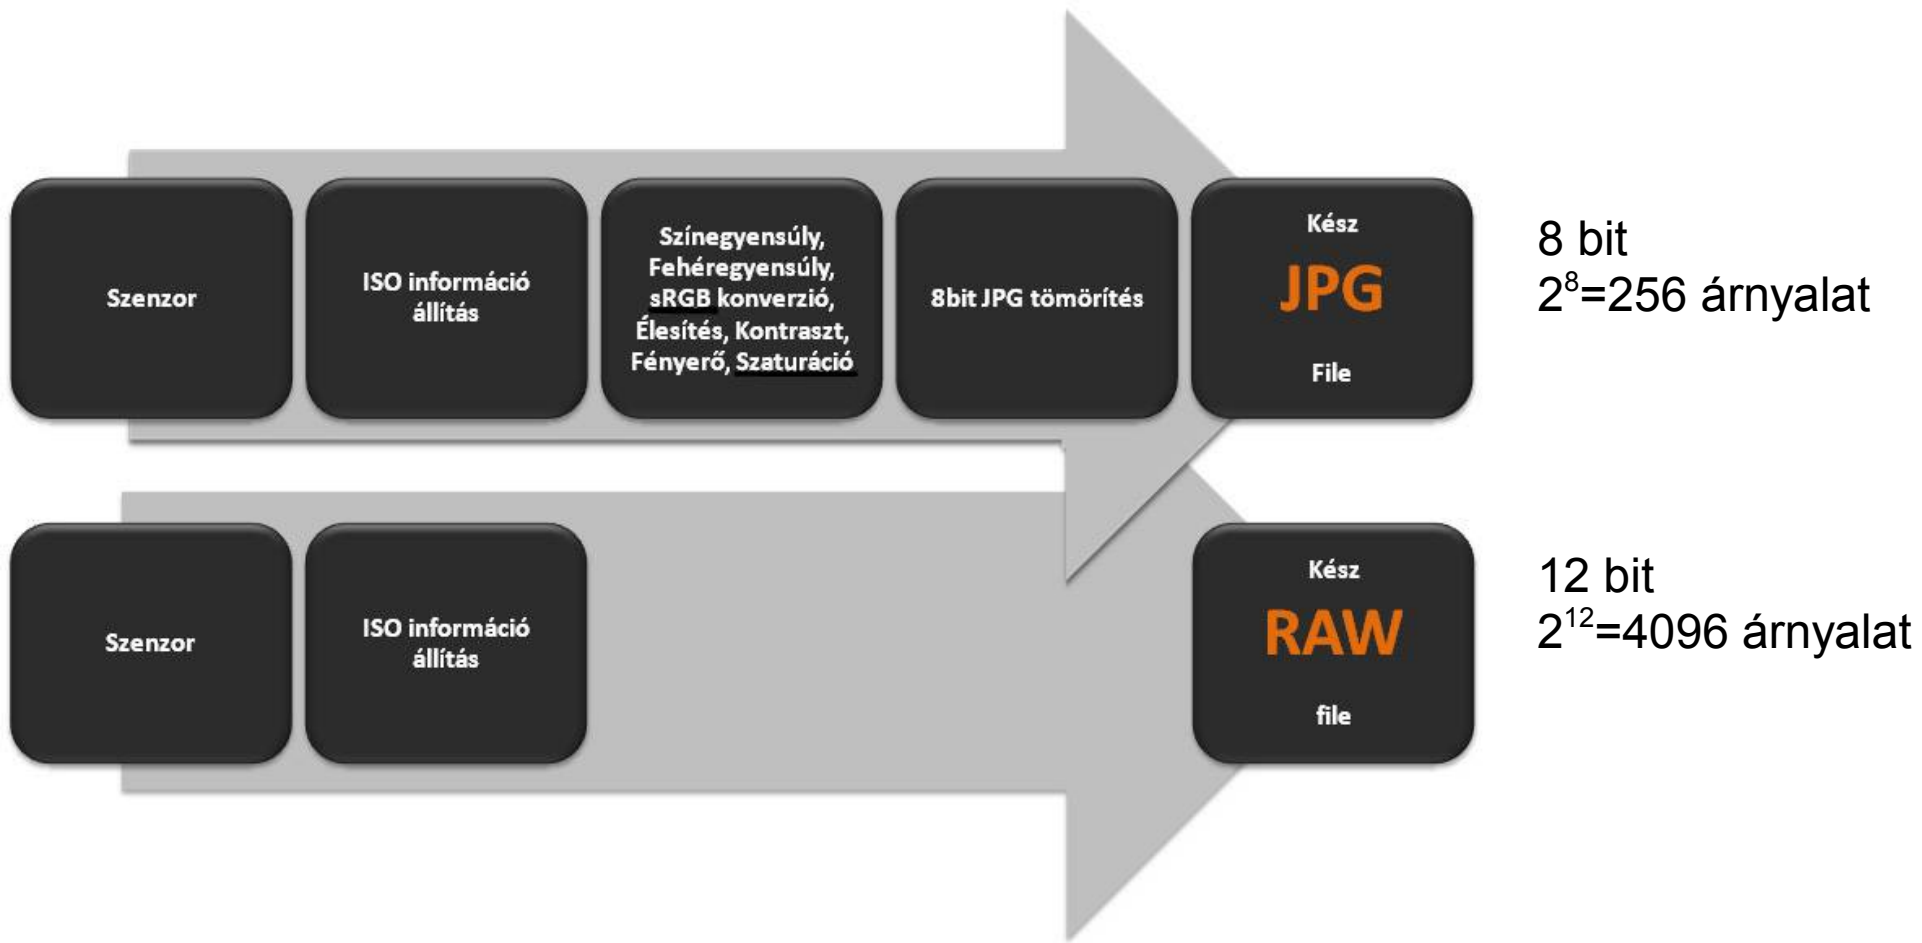 Szenzor
ISO információ
állítás
Színegyensúly,
Fehéregyensúly,
sRGB konverzió,
Élesítés, Kontraszt,
Fényerő, Szaturáció
8bit JPG tömörítés
Kész
JPG
File
8 bit
2⁸=256 árnyalat
Szenzor
ISO információ
állítás
Kész
RAW
file
12 bit
2¹²=4096 árnyalat